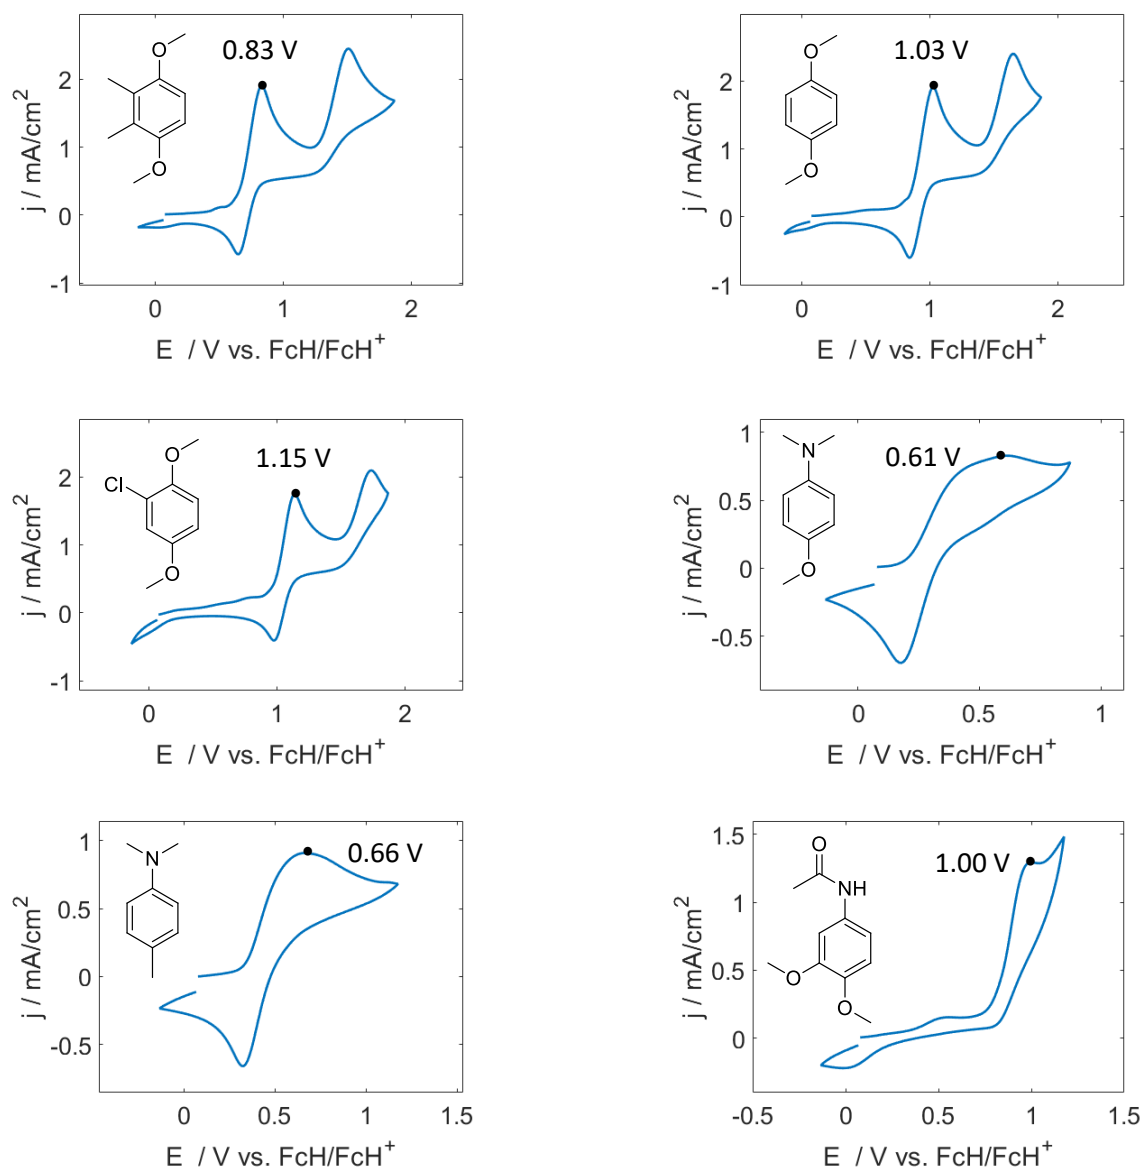 0.83 V
O
O
2
1
0
-1
j / mA/cm²
0 1 2
E / V vs. FcH/FcH⁺
1.03 V
O
O
2
1
0
-1
j / mA/cm²
0 1 2
E / V vs. FcH/FcH⁺
1.15 V
O
Cl
O
2
1
0
-1
j / mA/cm²
0 1 2
E / V vs. FcH/FcH⁺
0.61 V
N
O
1
0.5
0
-0.5
j / mA/cm²
0 0.5 1
E / V vs. FcH/FcH⁺
0.66 V
N
1
0.5
0
-0.5
j / mA/cm²
0 0.5 1 1.5
E / V vs. FcH/FcH⁺
1.00 V
O
NH
O
O
1.5
1
0.5
0
j / mA/cm²
-0.5 0 0.5 1 1.5
E / V vs. FcH/FcH⁺